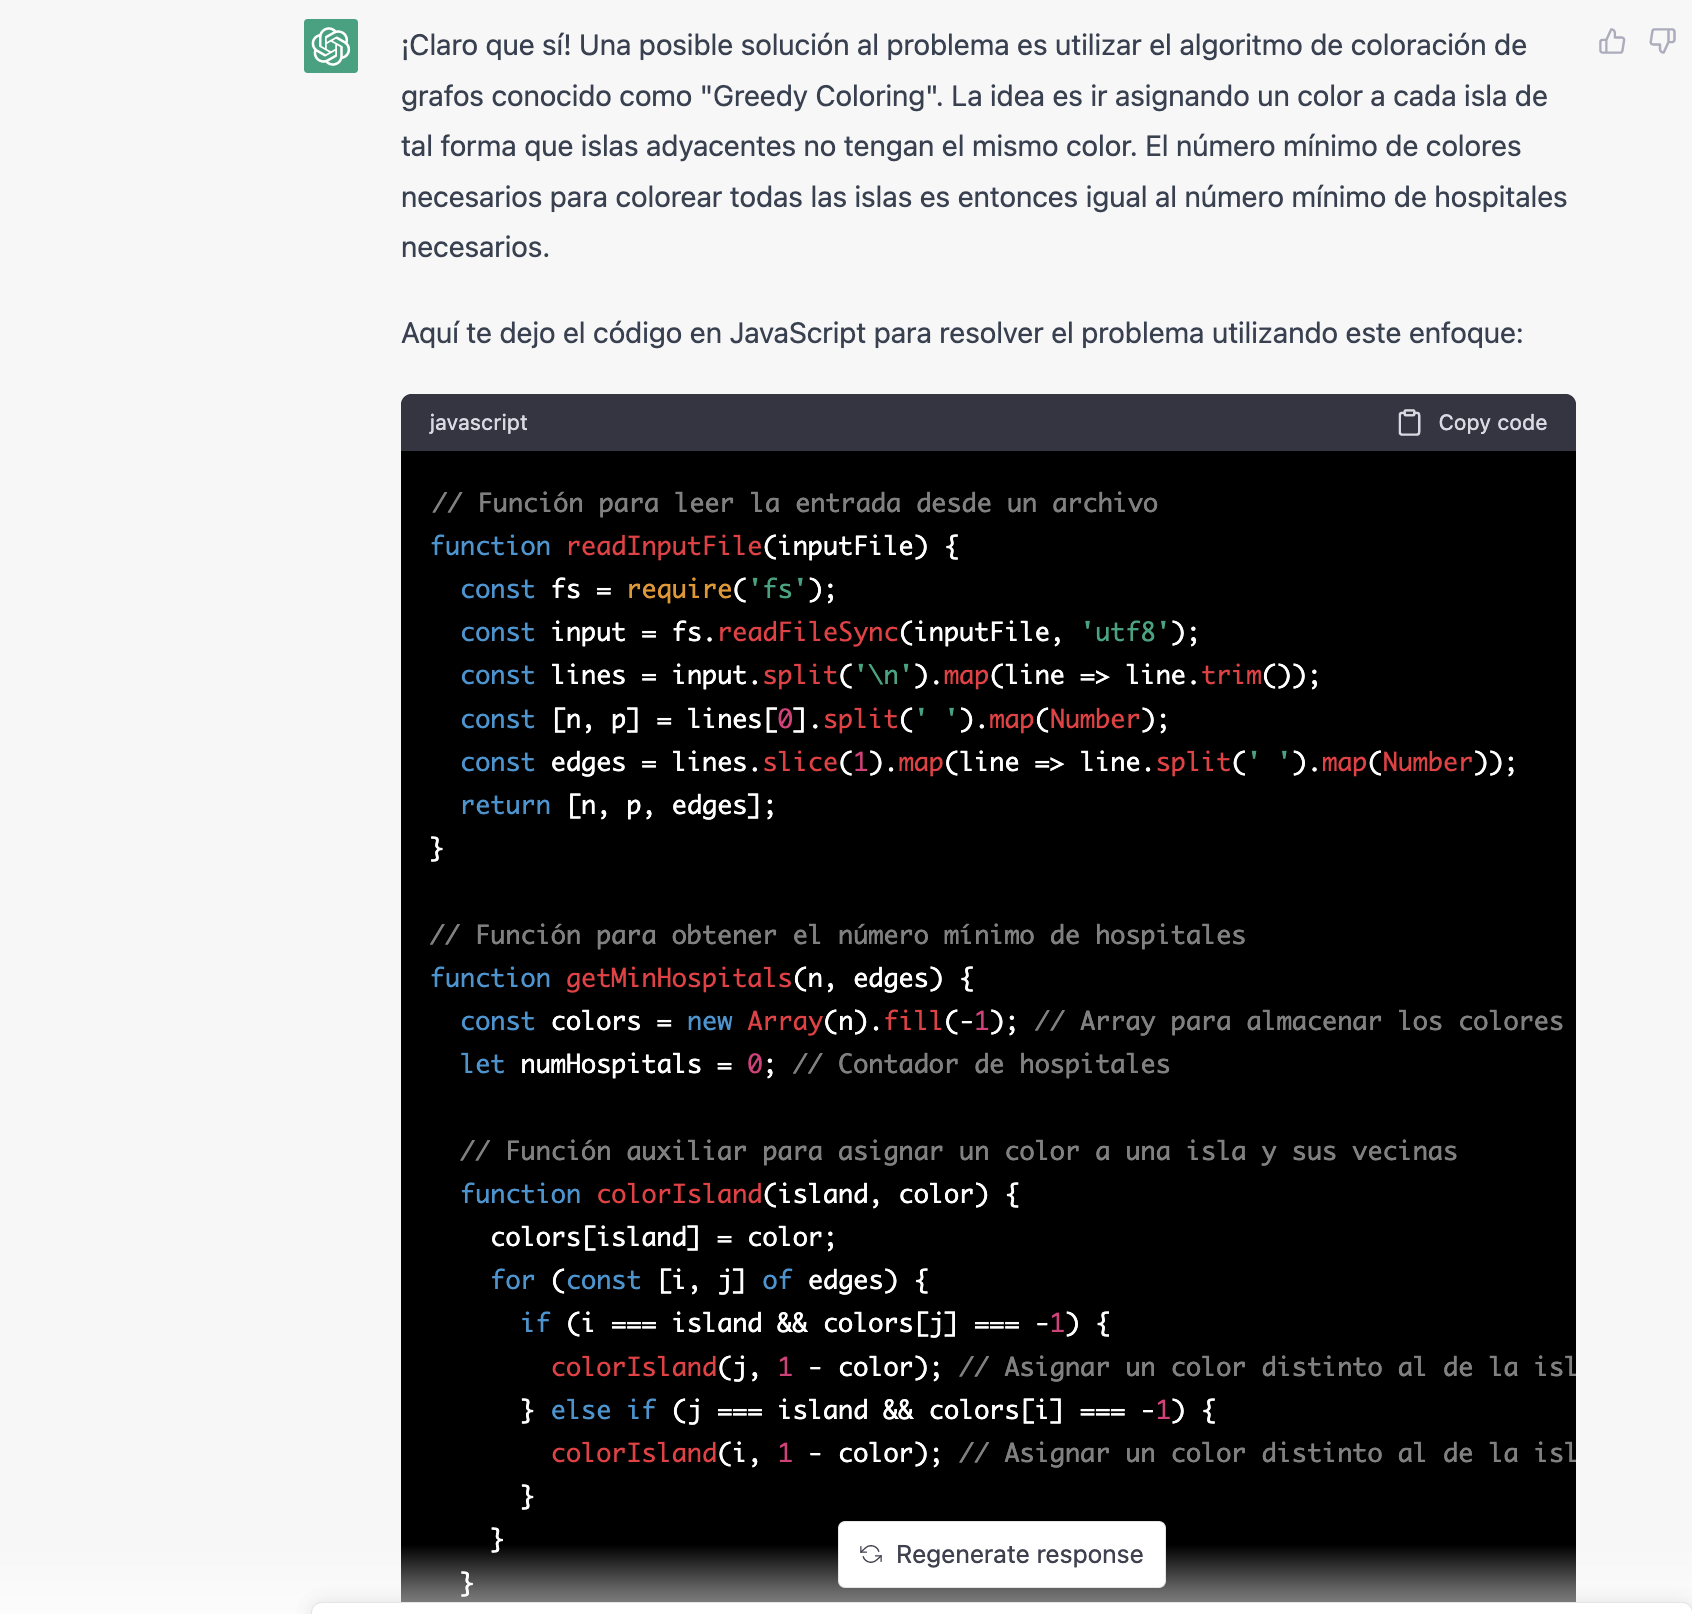 ¡Claro que sí! Una posible solución al problema es utilizar el algoritmo de coloración de
grafos conocido como "Greedy Coloring". La idea es ir asignando un color a cada isla de
tal forma que islas adyacentes no tengan el mismo color. El número mínimo de colores
necesarios para colorear todas las islas es entonces igual al número mínimo de hospitales
necesarios.
Aquí te dejo el código en JavaScript para resolver el problema utilizando este enfoque:
javascript Copy code
// Función para leer la entrada desde un archivo
function readInputFile(inputFile) {
  const fs = require('fs');
  const input = fs.readFileSync(inputFile, 'utf8');
  const lines = input.split('\n').map(line => line.trim());
  const [n, p] = lines[0].split(' ').map(Number);
  const edges = lines.slice(1).map(line => line.split(' ').map(Number));
  return [n, p, edges];
}
// Función para obtener el número mínimo de hospitales
function getMinHospitals(n, edges) {
  const colors = new Array(n).fill(-1); // Array para almacenar los colores
  let numHospitals = 0; // Contador de hospitales
  // Función auxiliar para asignar un color a una isla y sus vecinas
  function colorIsland(island, color) {
    colors[island] = color;
    for (const [i, j] of edges) {
      if (i === island && colors[j] === -1) {
        colorIsland(j, 1 - color); // Asignar un color distinto al de la isl
      } else if (j === island && colors[i] === -1) {
        colorIsland(i, 1 - color); // Asignar un color distinto al de la isl
      }
    }
  }
Regenerate response